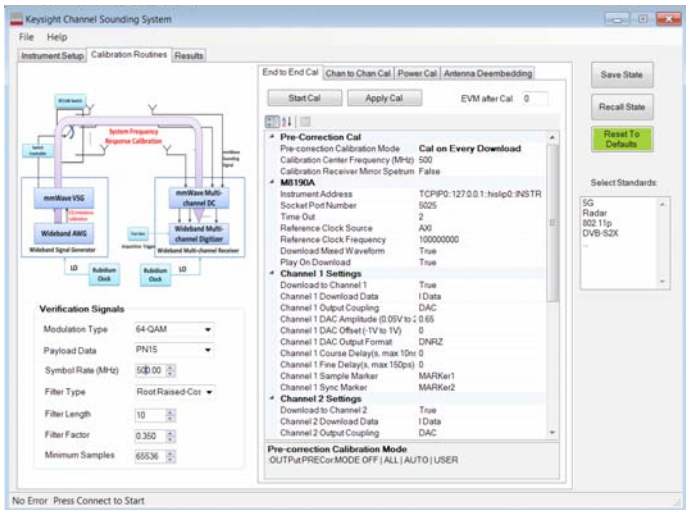 Keysight Channel Sounding System
File Help
Instrument Setup Calibration Routines Results
System Frequency
Response Calibration
Switch
Controller
mmWave
Sounding
Signal
mmWave VSG
mmWave Multi-
channel DC
Wideband AWG
Wideband Multi-
channel Digitizer
Wideband Signal Generator
Wideband Multi-channel Receiver
LO
Rubidium
Clock
Rubidium
Clock
LO
Verification Signals
Modulation Type 64-QAM
Payload Data PN15
Symbol Rate (MHz) 500.00
Filter Type Root Raised-Cor
Filter Length 10
Filter Factor 0.350
Minimum Samples 65536
End to End Cal Chan to Chan Cal Power Cal Antenna Deembedding
Start Cal Apply Cal EVM after Cal 0
Pre-Correction Cal
Pre-correction Calibration Mode Cal on Every Download
Calibration Center Frequency (MHz) 500
Calibration Receiver Mirror Spetrum False
M8190A
Instrument Address TCPIP0::127.0.0.1::hislip0::INSTR
Socket Port Number 5025
Time Out 2
Reference Clock Source AXI
Reference Clock Frequency 100000000
Download Mixed Waveform True
Play On Download True
Channel 1 Settings
Download to Channel 1 True
Channel 1 Download Data I Data
Channel 1 Output Coupling DAC
Channel 1 DAC Amplitude (0.05V to 2 0.65
Channel 1 DAC Offset (-1V to 1V) 0
Channel 1 DAC Output Format DNRZ
Channel 1 Course Delay(s, max 10ns 0
Channel 1 Fine Delay(s, max 150ps) 0
Channel 1 Sample Marker MARKer1
Channel 1 Sync Marker MARKer2
Channel 2 Settings
Download to Channel 2 True
Channel 2 Download Data I Data
Channel 2 Output Coupling DAC
Pre-correction Calibration Mode
OUTPut:PRECor:MODE OFF | ALL | AUTO | USER
Save State
Recall State
Reset To
Defaults
Select Standards:
5G
Radar
802.11p
DVB-S2X
...
No Error Press Connect to Start